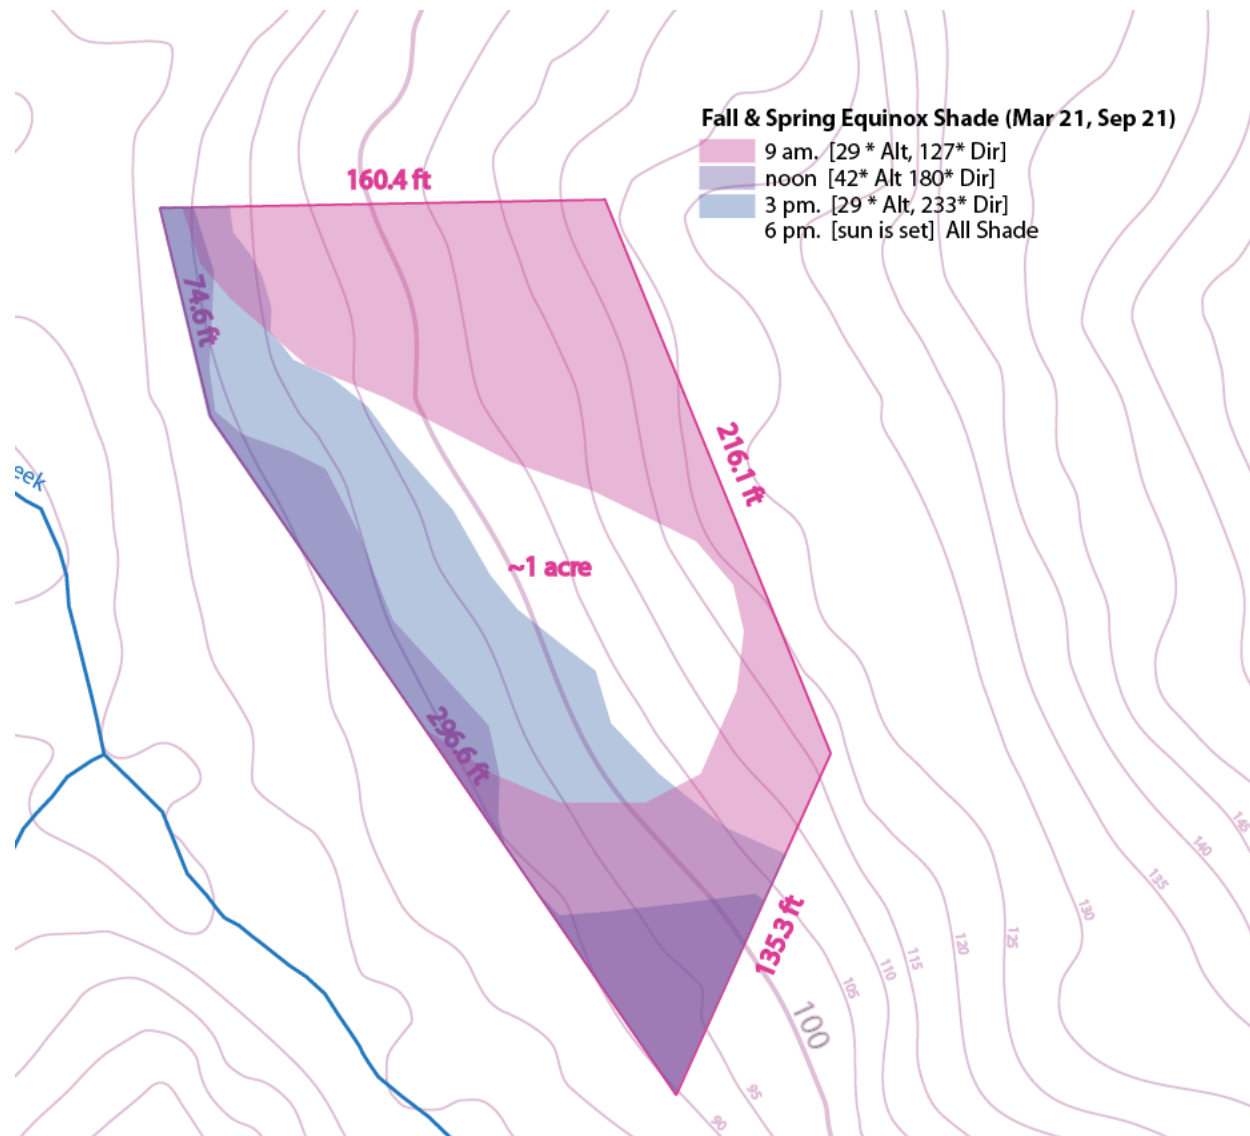 Fall & Spring Equinox Shade (Mar 21, Sep 21)
9 am. [29 * Alt, 127* Dir]
noon [42* Alt 180* Dir]
3 pm. [29 * Alt, 233* Dir]
6 pm. [sun is set] All Shade
160.4 ft
74.6 ft
216.1 ft
eek
~1 acre
296.6 ft
135.3 ft
145
140
135
130
125
120
115
110
105
100
95
90